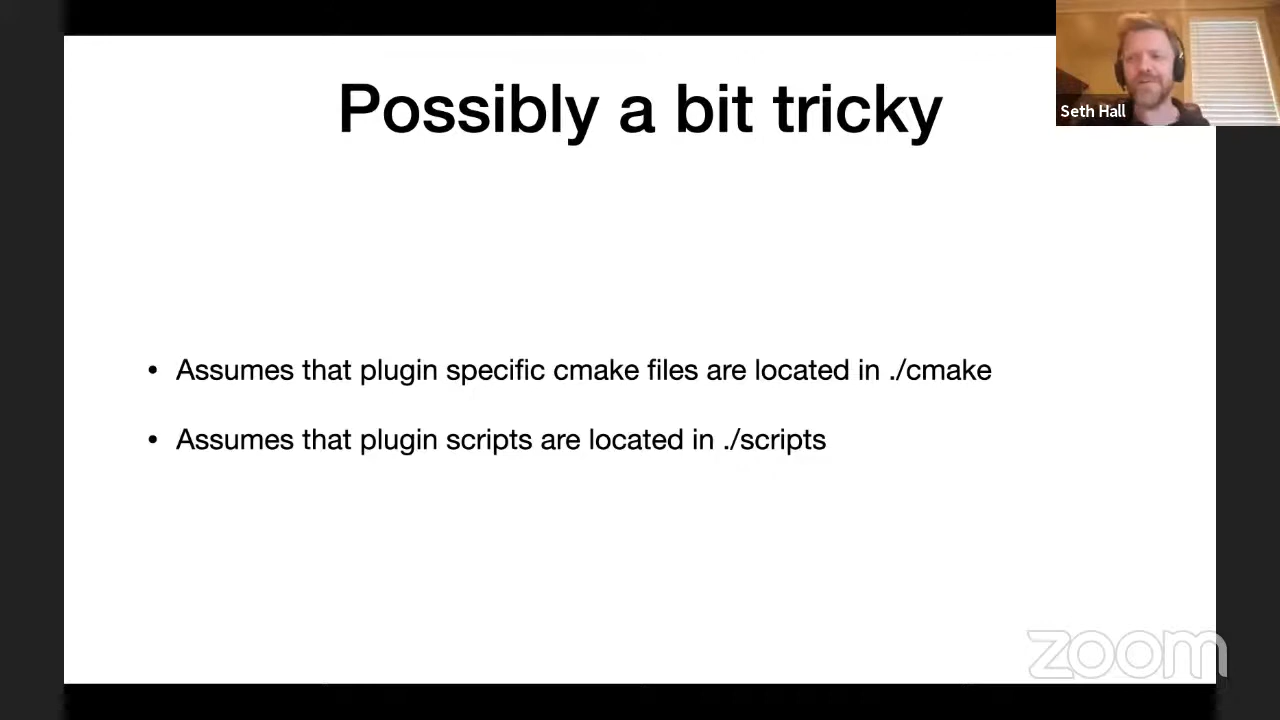 Possibly a bit tricky
Seth Hall
• Assumes that plugin specific cmake files are located in ./cmake
• Assumes that plugin scripts are located in ./scripts
zoom